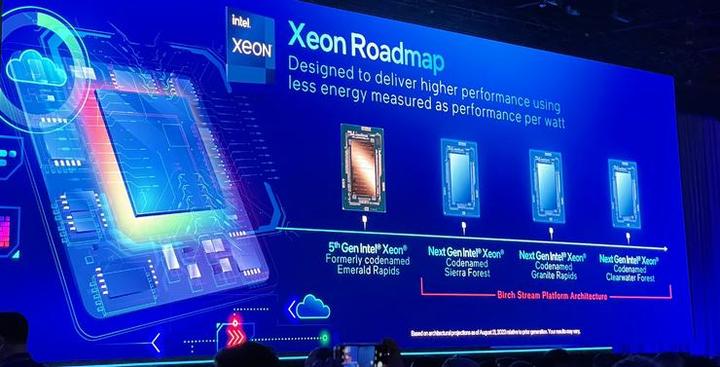 intel.
XEON
Xeon Roadmap
Designed to deliver higher performance using
less energy measured as performance per watt
5th Gen Intel® Xeon®
Formerly codenamed
Emerald Rapids
Next Gen Intel® Xeon®
Codenamed
Sierra Forest
Next Gen Intel® Xeon®
Codenamed
Granite Rapids
Next Gen Intel® Xeon®
Codenamed
Clearwater Forest
Birch Stream Platform Architecture
Based on architectural projections as of August 21, 2023 relative to prior generation. Your results may vary.